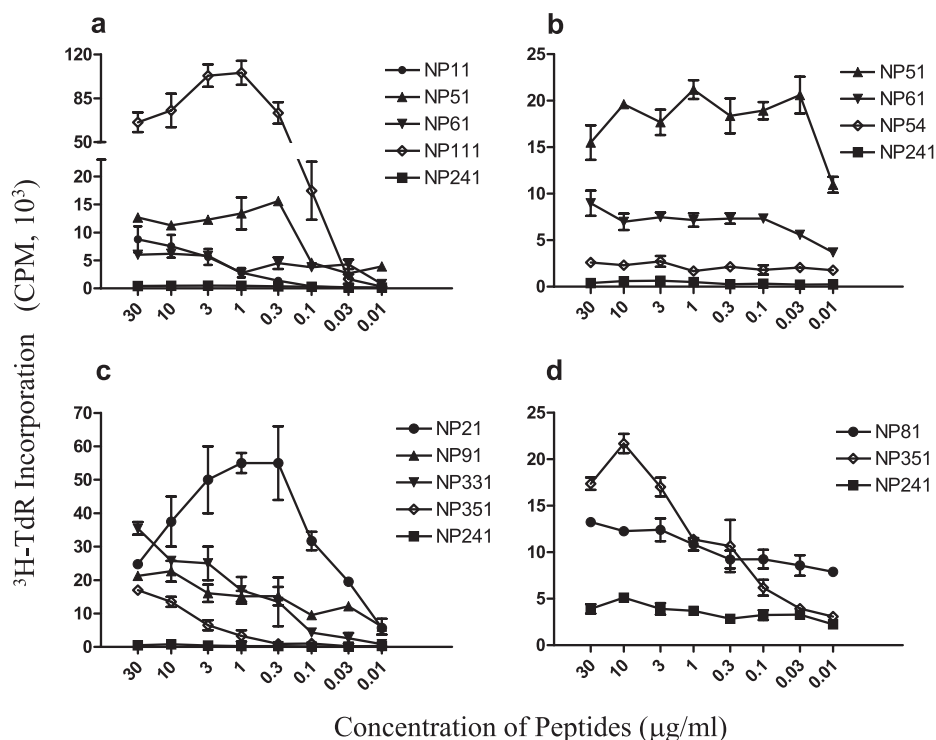 a
120
85
50
20
15
10
5
0
30 10 3 1 0.3 0.1 0.03 0.01
NP11
NP51
NP61
NP111
NP241
b
25
20
15
10
5
0
30 10 3 1 0.3 0.1 0.03 0.01
NP51
NP61
NP54
NP241
³H-TdR Incorporation (CPM, 10³)
c
70
60
50
40
30
20
10
0
30 10 3 1 0.3 0.1 0.03 0.01
NP21
NP91
NP331
NP351
NP241
d
25
20
15
10
5
0
30 10 3 1 0.3 0.1 0.03 0.01
NP81
NP351
NP241
Concentration of Peptides (μg/ml)